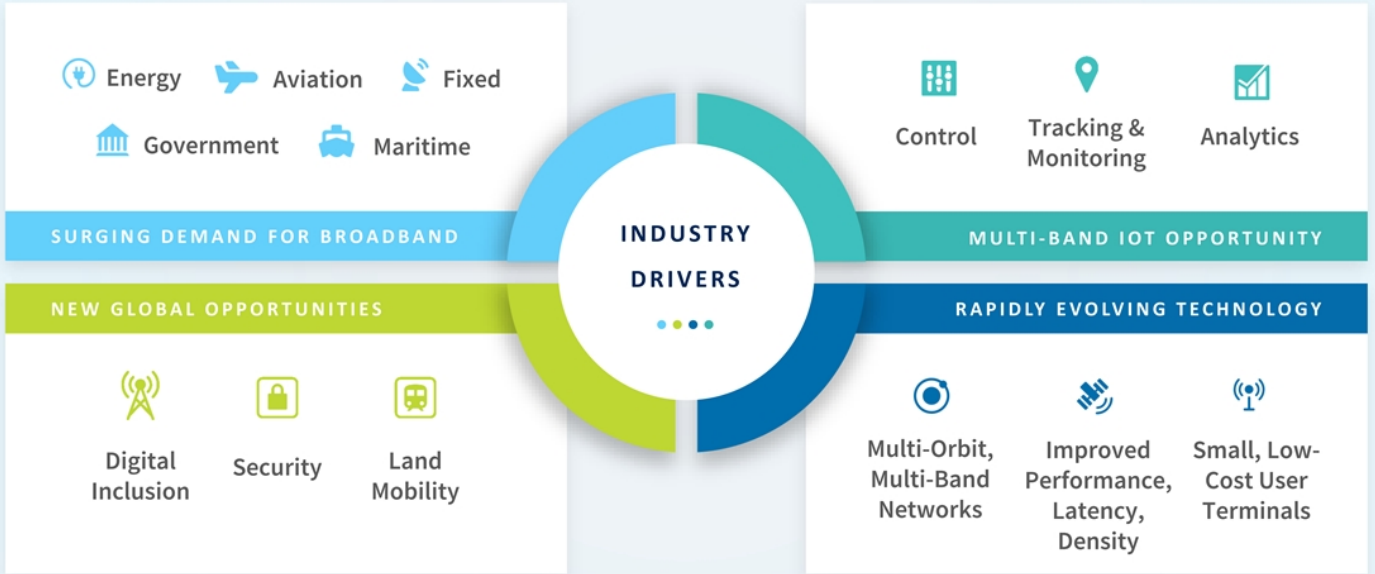 Energy
Aviation
Fixed
Government
Maritime
SURGING DEMAND FOR BROADBAND
Control
Tracking &
Monitoring
Analytics
MULTI-BAND IOT OPPORTUNITY
INDUSTRY
DRIVERS
NEW GLOBAL OPPORTUNITIES
Digital
Inclusion
Security
Land
Mobility
RAPIDLY EVOLVING TECHNOLOGY
Multi-Orbit,
Multi-Band
Networks
Improved
Performance,
Latency,
Density
Small, Low-
Cost User
Terminals